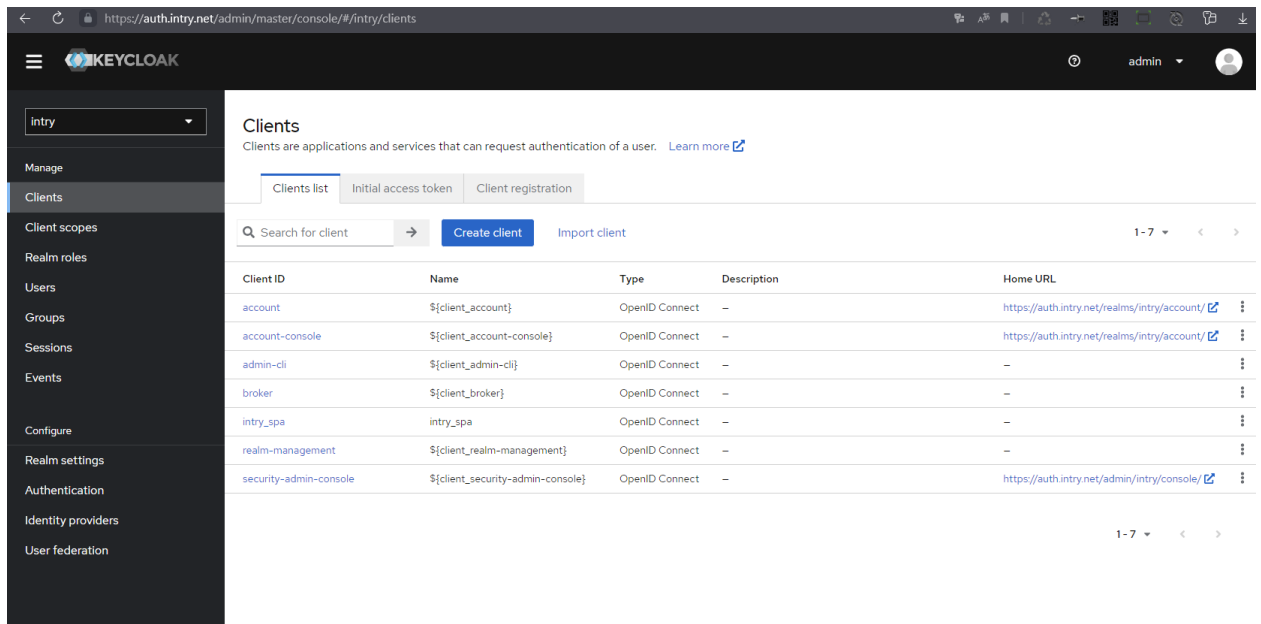 https://auth.intry.net/admin/master/console/#/intry/clients
KEYCLOAK
admin
intry
Manage
Clients
Client scopes
Realm roles
Users
Groups
Sessions
Events
Configure
Realm settings
Authentication
Identity providers
User federation
Clients
Clients are applications and services that can request authentication of a user. Learn more
Clients list Initial access token Client registration
Search for client Create client Import client 1-7
Client ID Name Type Description Home URL
account ${client_account} OpenID Connect – https://auth.intry.net/realms/intry/account/
account-console ${client_account-console} OpenID Connect – https://auth.intry.net/realms/intry/account/
admin-cli ${client_admin-cli} OpenID Connect – –
broker ${client_broker} OpenID Connect – –
intry_spa intry_spa OpenID Connect – –
realm-management ${client_realm-management} OpenID Connect – –
security-admin-console ${client_security-admin-console} OpenID Connect – https://auth.intry.net/admin/intry/console/
1-7